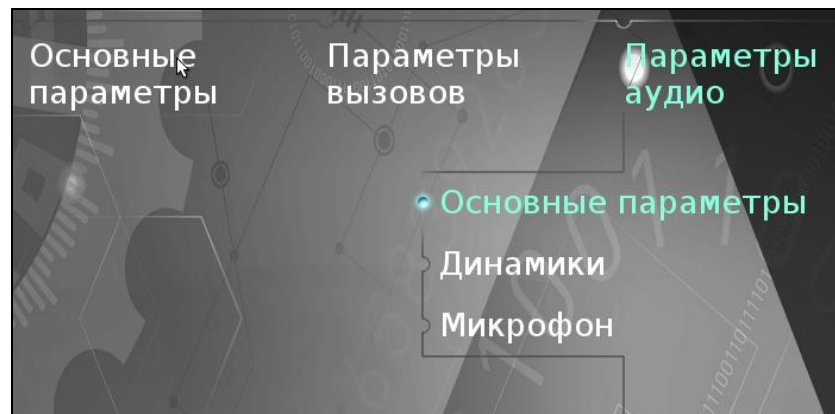 Основные
параметры
Параметры
вызовов
Параметры
аудио
Основные параметры
Динамики
Микрофон